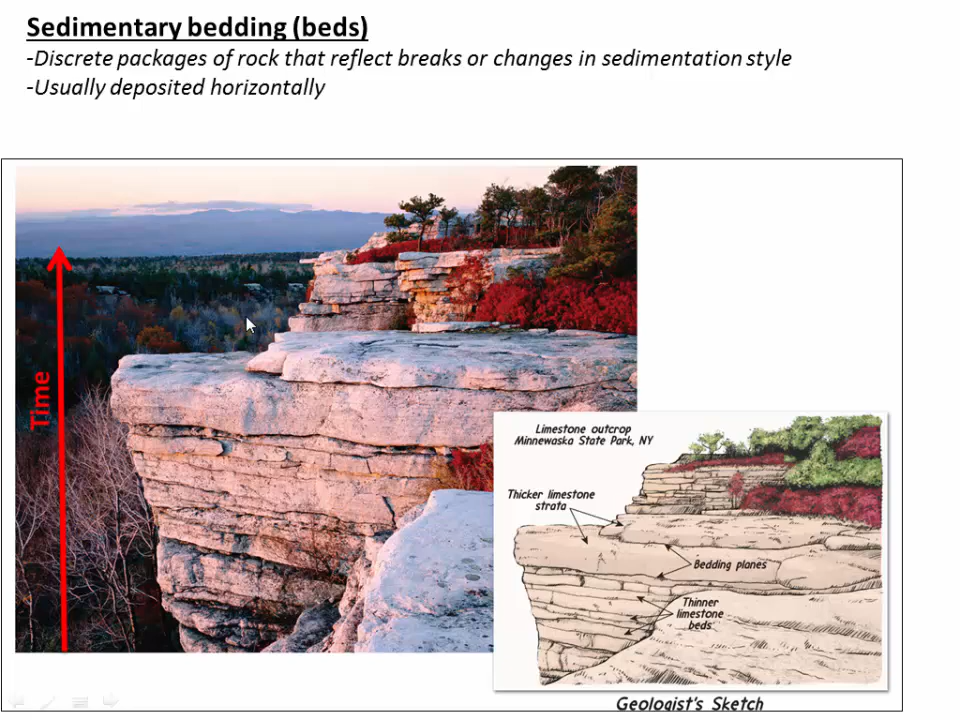 Sedimentary bedding (beds)
-Discrete packages of rock that reflect breaks or changes in sedimentation style
-Usually deposited horizontally
Time
Limestone outcrop
Minnewaska State Park, NY
Thicker limestone
strata
Bedding planes
Thinner
limestone
beds
Geologist's Sketch